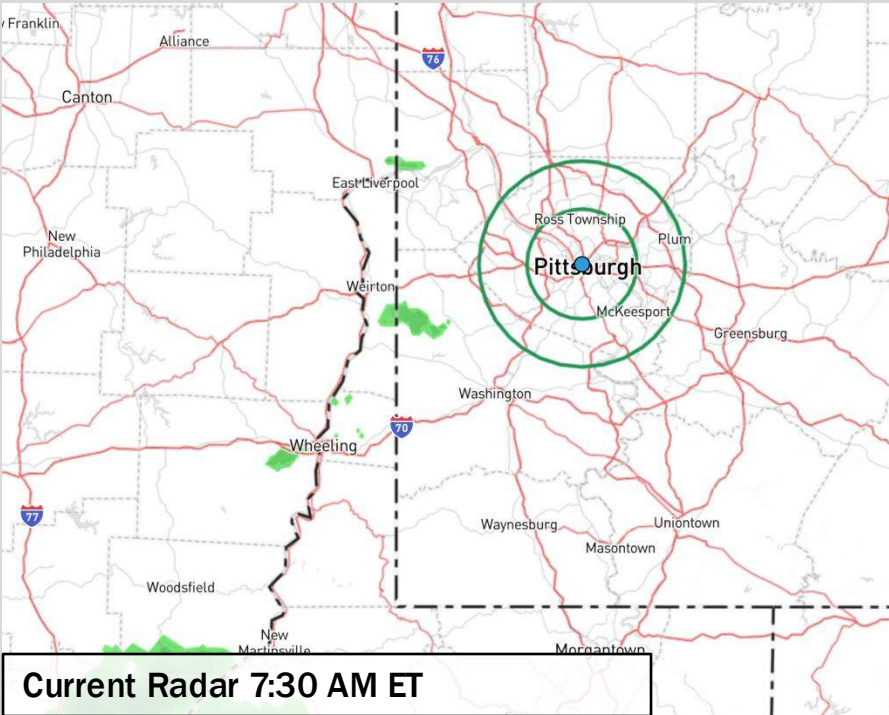 Franklin
Alliance
76
Canton
East Liverpool
Ross Township
New
Philadelphia
Plum
Pittsburgh
Weirton
McKeesport
Greensburg
Washington
70
Wheeling
77
Waynesburg
Uniontown
Masontown
Woodsfield
New
Martinsville
Morgantown
Current Radar 7:30 AM ET